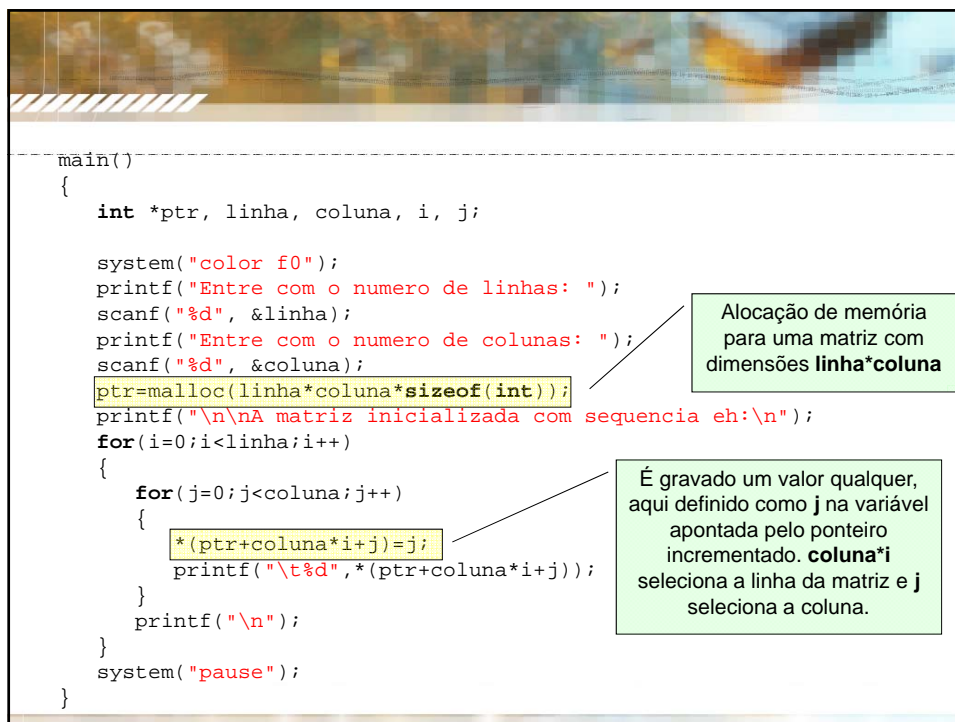 main()
{
int *ptr, linha, coluna, i, j;
system("color f0");
printf("Entre com o numero de linhas: ");
scanf("%d", &linha);
printf("Entre com o numero de colunas: ");
scanf("%d", &coluna);
ptr=malloc(linha*coluna*sizeof(int));
printf("\n\nA matriz inicializada com sequencia eh:\n");
for(i=0;i<linha;i++)
{
for(j=0;j<coluna;j++)
{
*(ptr+coluna*i+j)=j;
printf("\t%d",*(ptr+coluna*i+j));
}
printf("\n");
}
system("pause");
}
Alocação de memória
para uma matriz com
dimensões linha*coluna
É gravado um valor qualquer,
aqui definido como j na variável
apontada pelo ponteiro
incrementado. coluna*i
seleciona a linha da matriz e j
seleciona a coluna.